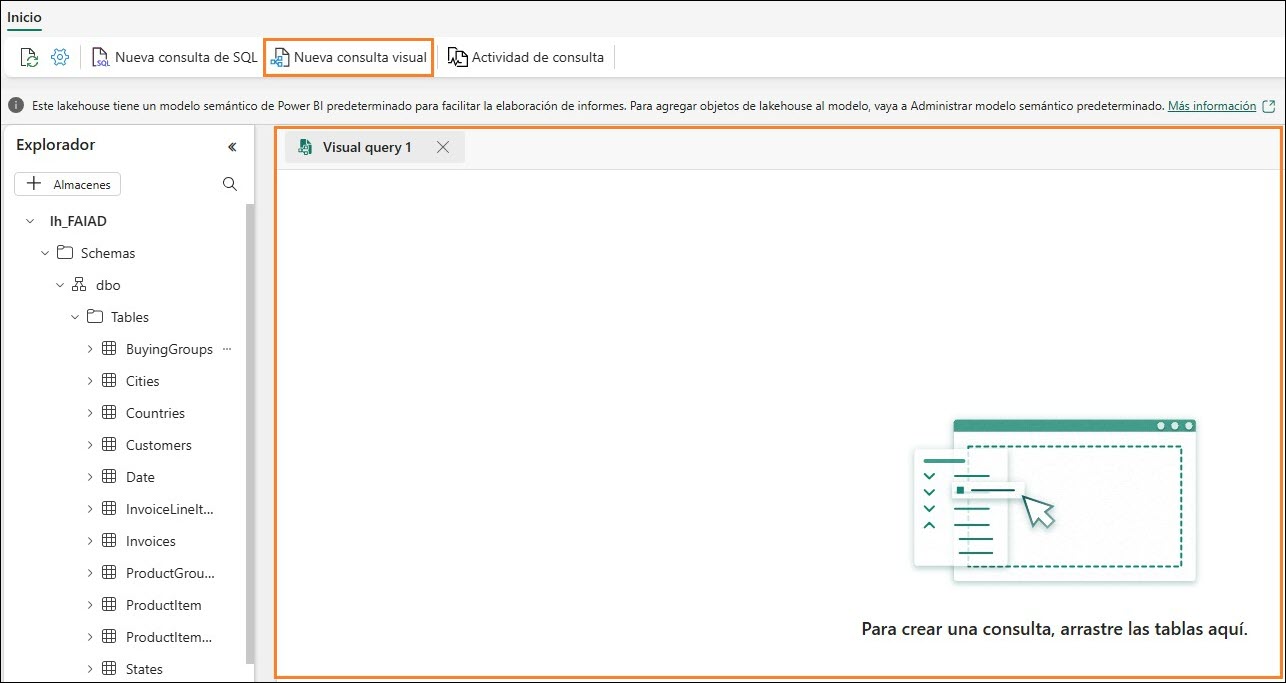 Inicio
Nueva consulta de SQL Nueva consulta visual Actividad de consulta
Este lakehouse tiene un modelo semántico de Power BI predeterminado para facilitar la elaboración de informes. Para agregar objetos de lakehouse al modelo, vaya a Administrar modelo semántico predeterminado. Más información
Explorador
Visual query 1
Almacenes
lh_FAIAD
Schemas
dbo
Tables
BuyingGroups ...
Cities
Countries
Customers
Date
InvoiceLineIt...
Invoices
ProductGrou...
ProductItem
ProductItem...
States
Para crear una consulta, arrastre las tablas aquí.